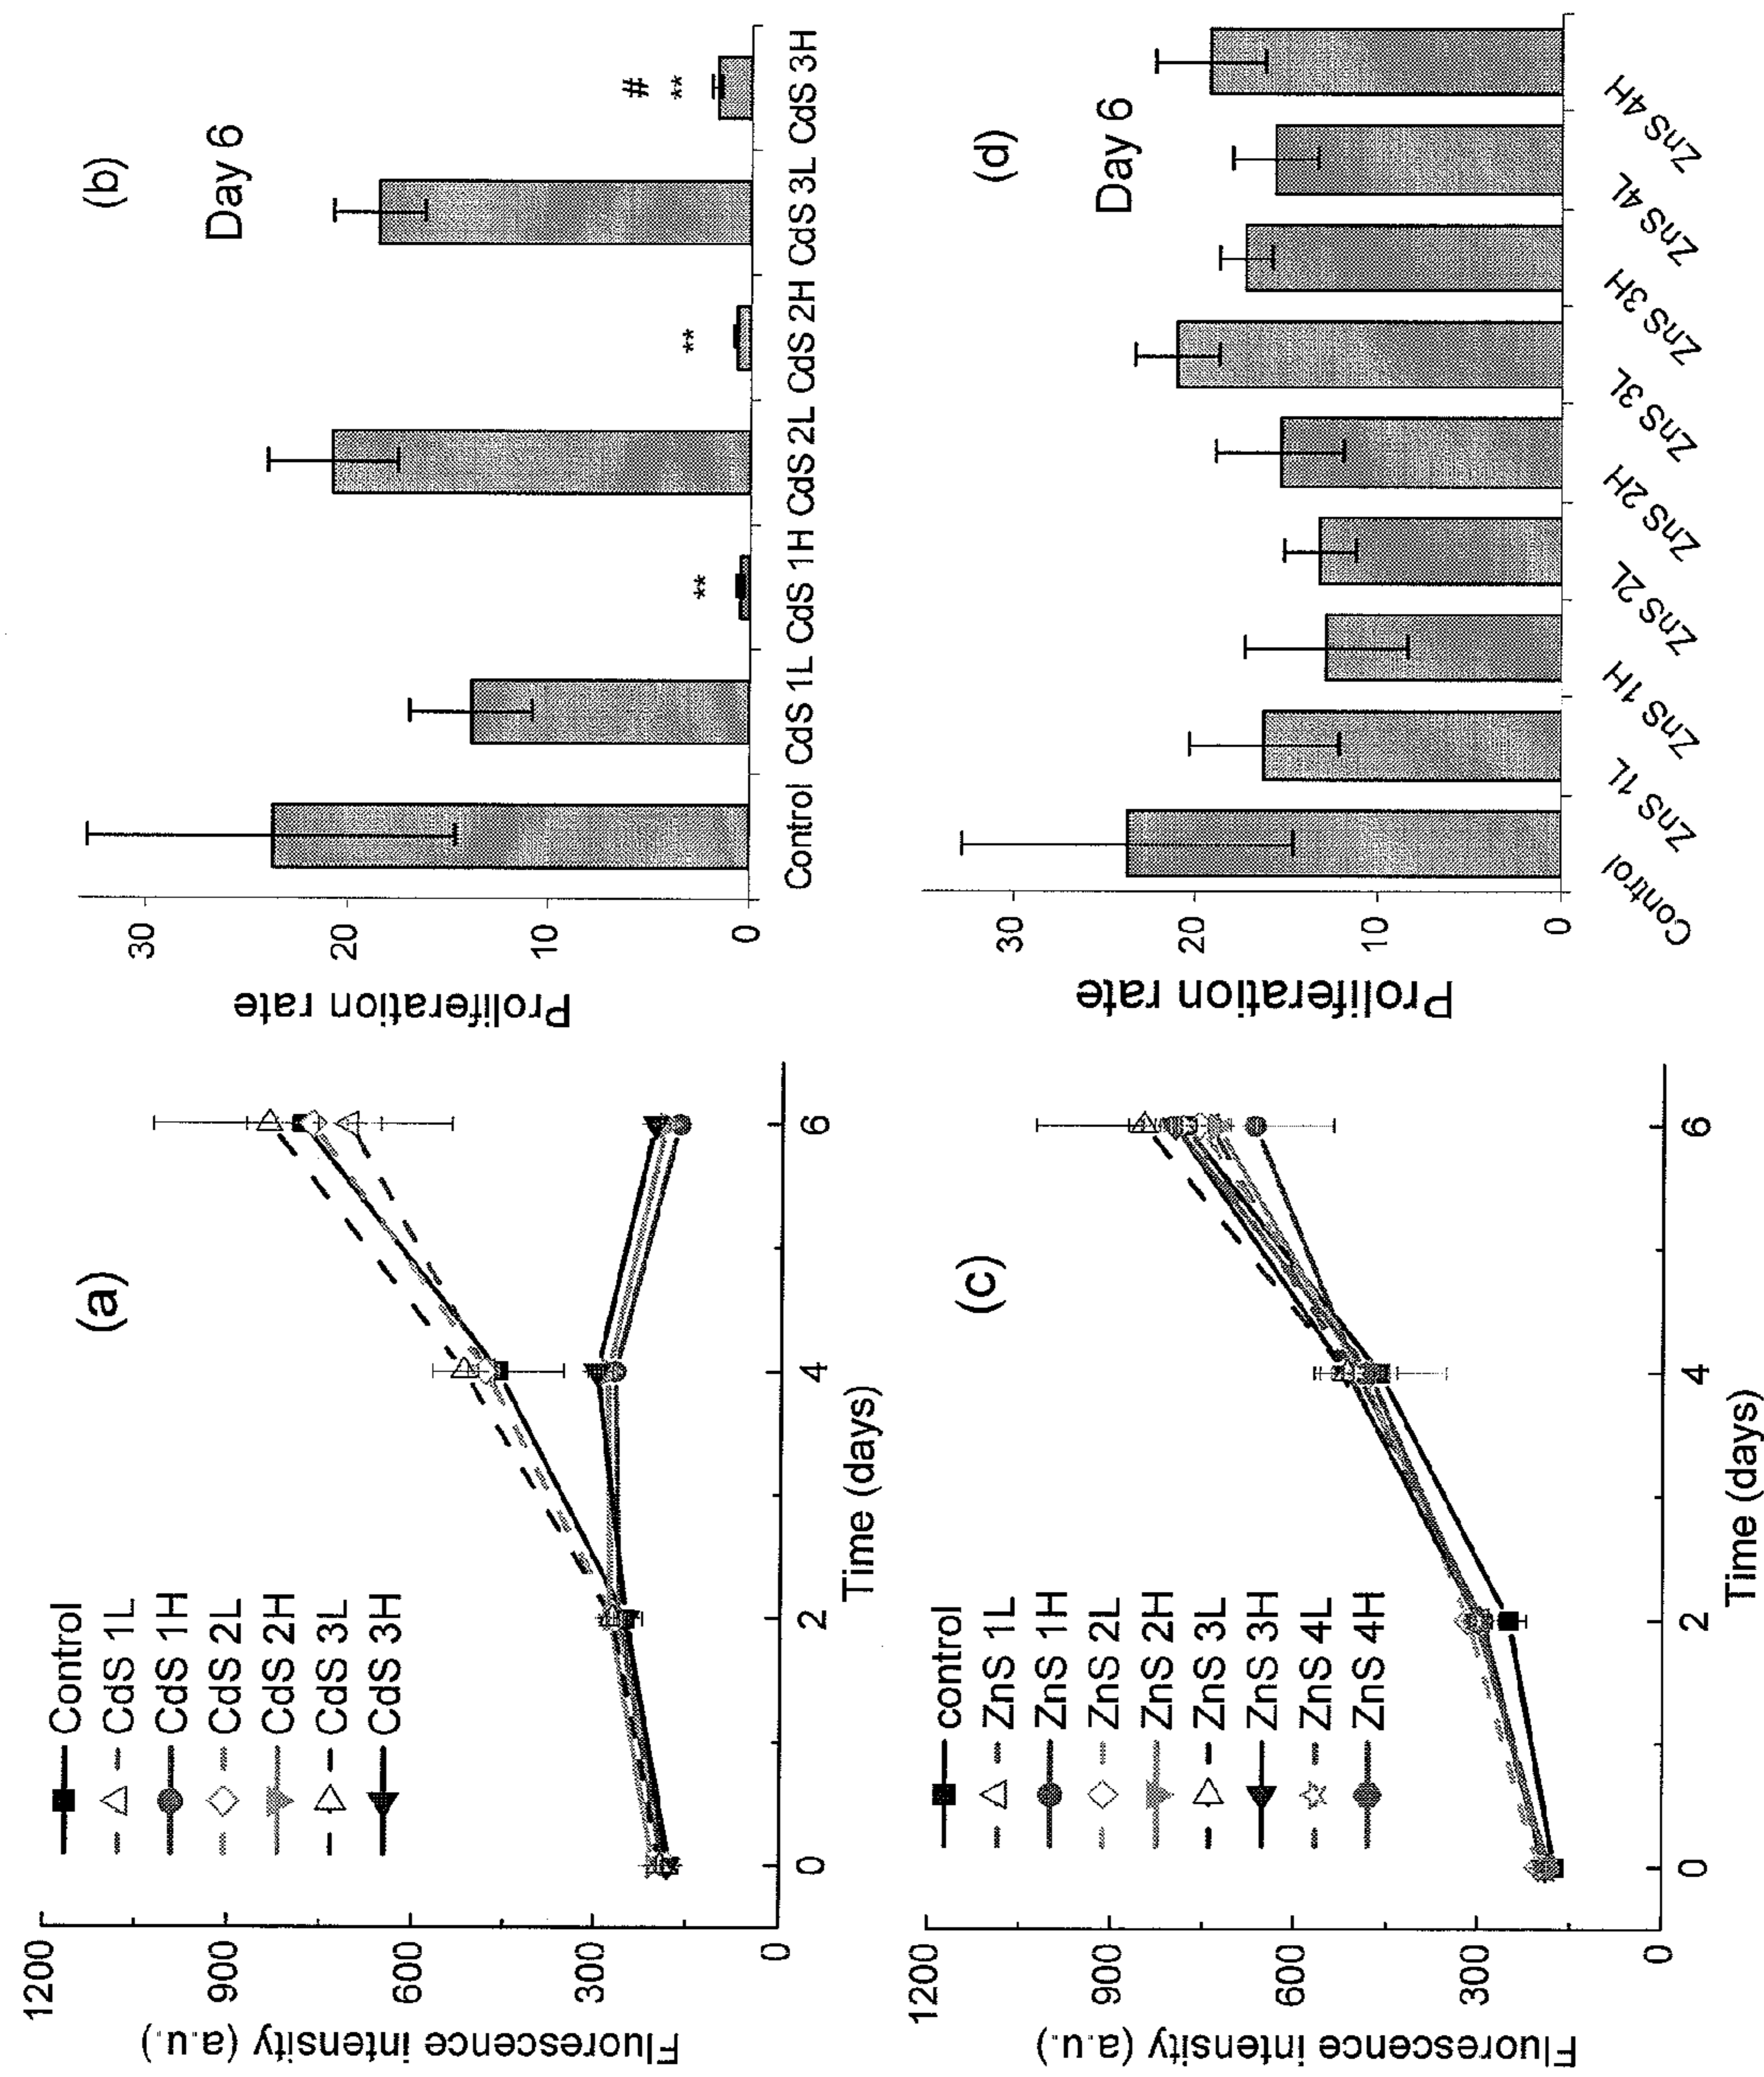 (a)
Fluorescence intensity (a.u.)
1200
900
600
300
0
Control
CdS 1L
CdS 1H
CdS 2L
CdS 2H
CdS 3L
CdS 3H
0
2
4
6
Time (days)
(b)
Day 6
Proliferation rate
30
20
10
0
**
**
#
**
Control CdS 1L CdS 1H CdS 2L CdS 2H CdS 3L CdS 3H
(c)
Fluorescence intensity (a.u.)
1200
900
600
300
0
control
ZnS 1L
ZnS 1H
ZnS 2L
ZnS 2H
ZnS 3L
ZnS 3H
ZnS 4L
ZnS 4H
0
2
4
6
Time (days)
(d)
Day 6
Proliferation rate
30
20
10
0
Control
ZnS 1L
ZnS 1H
ZnS 2L
ZnS 2H
ZnS 3L
ZnS 3H
ZnS 4L
ZnS 4H